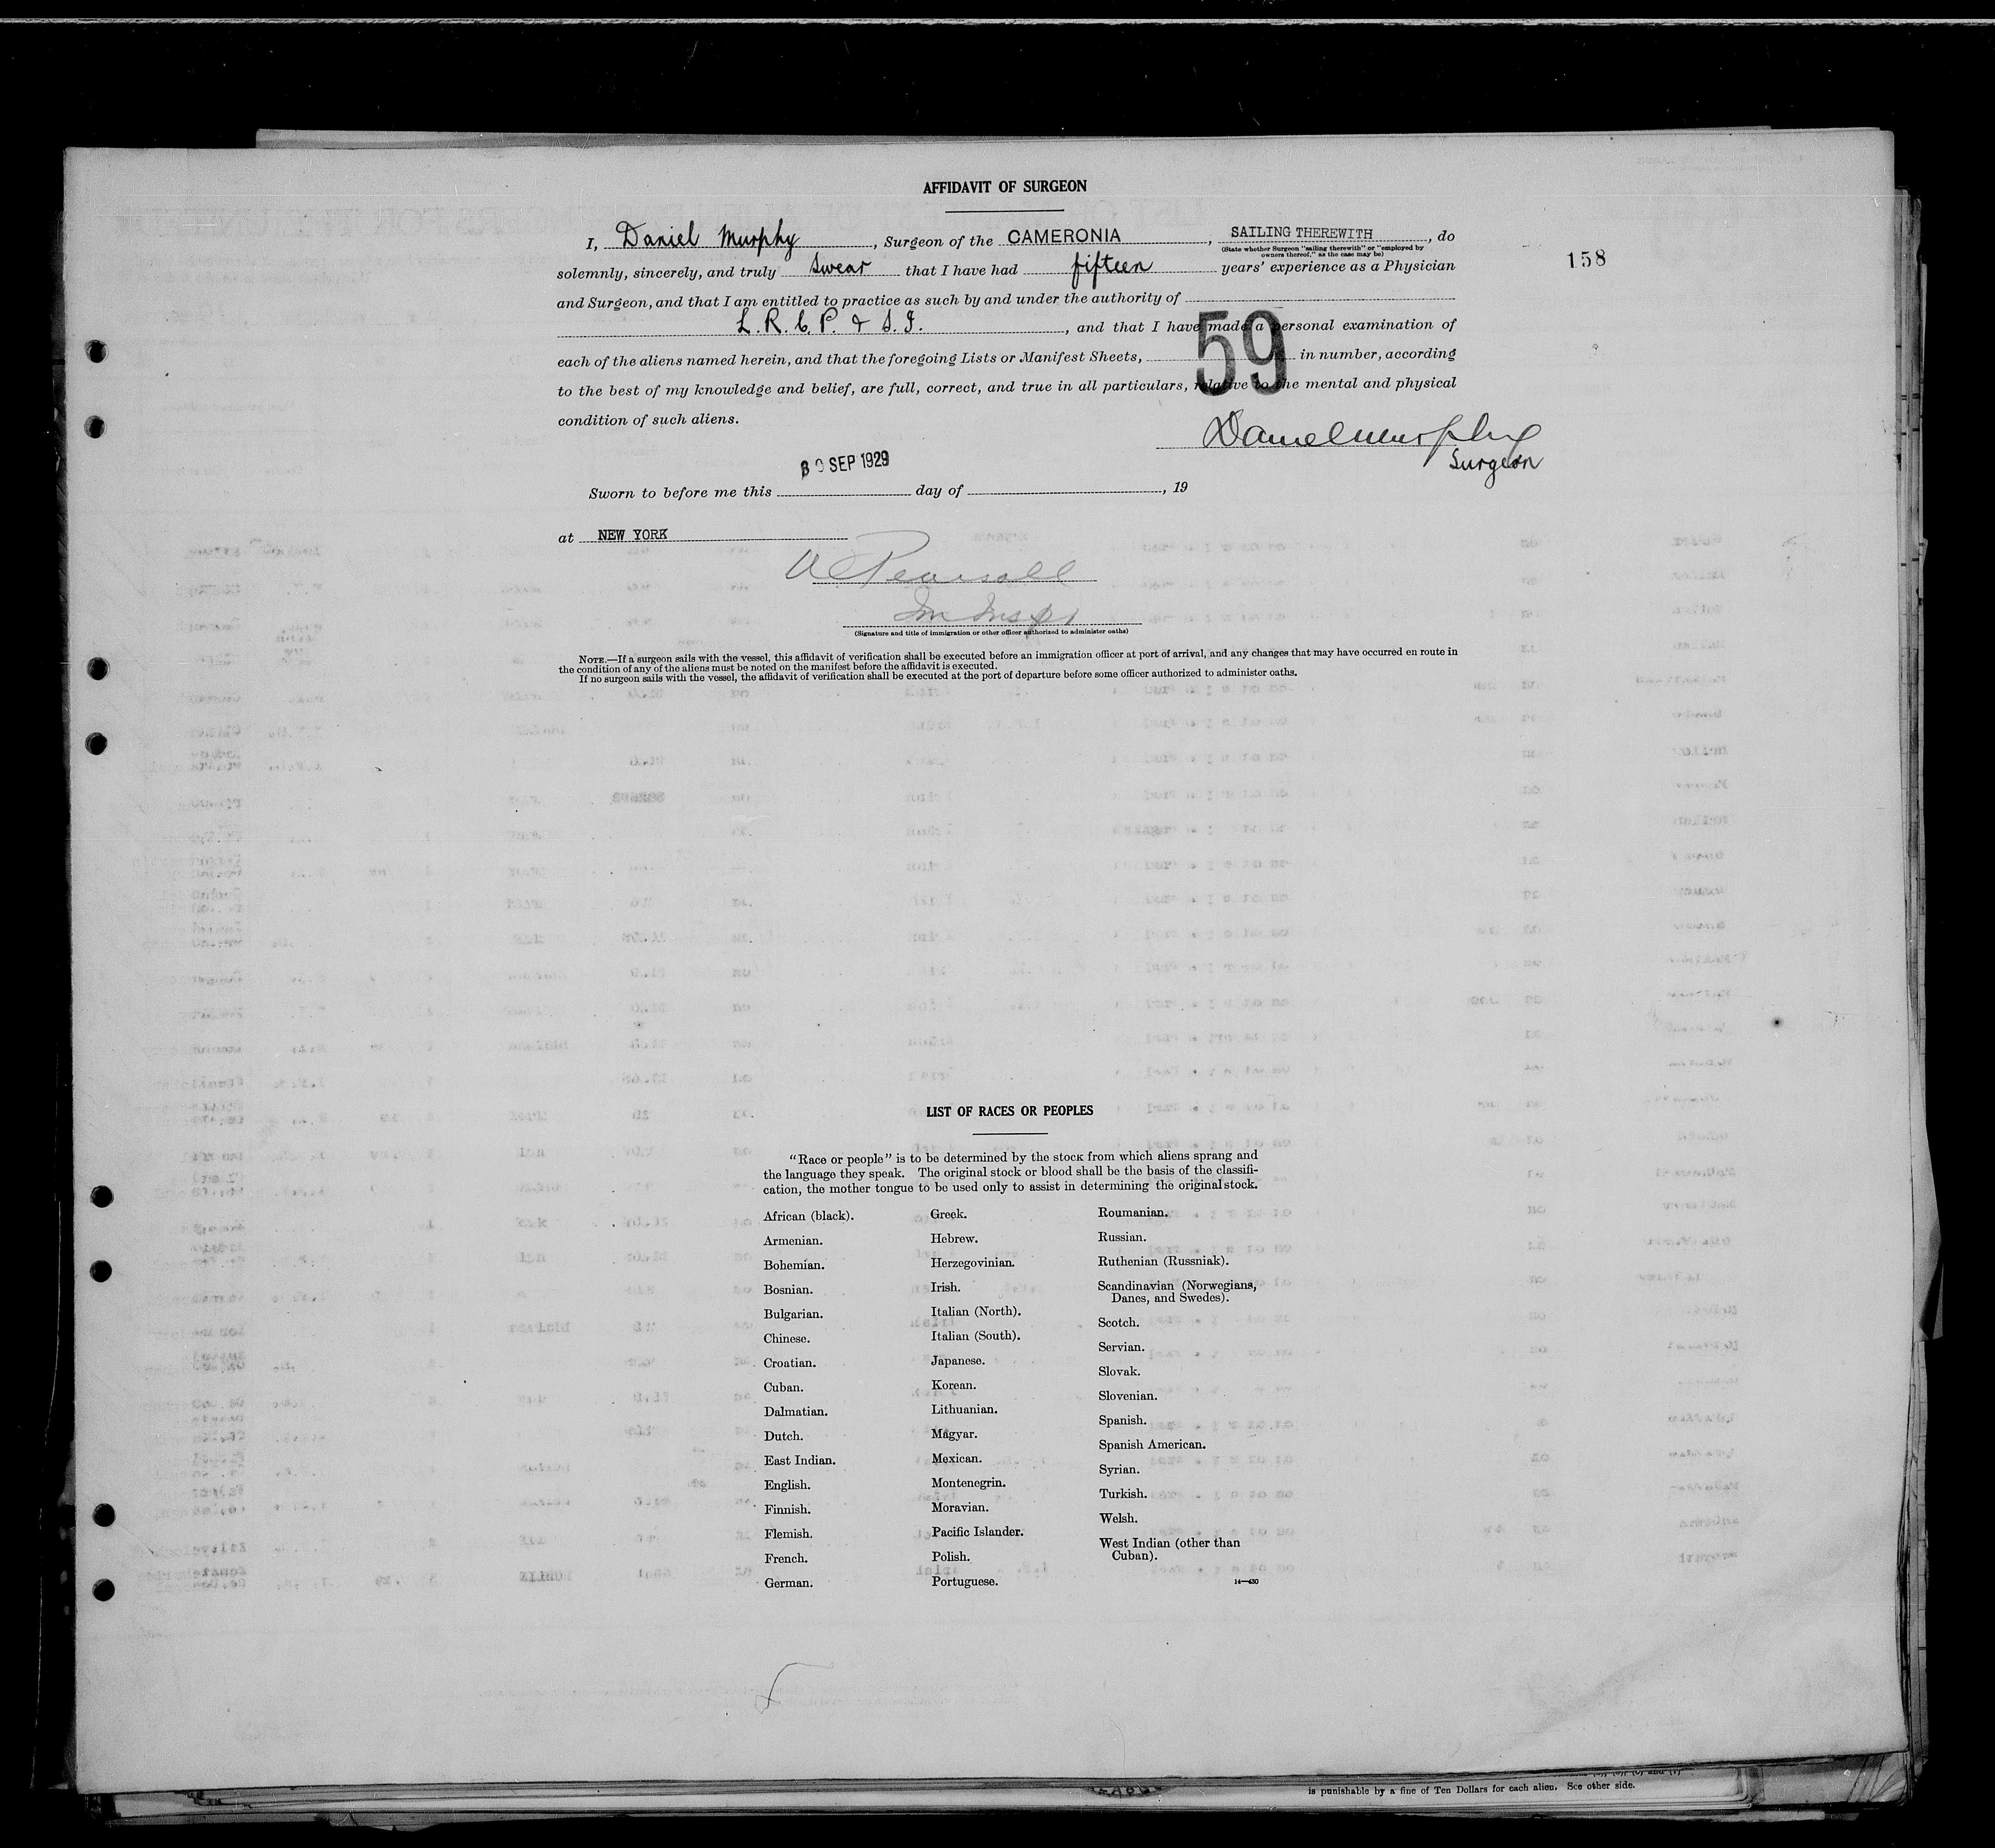 AFFIDAVIT OF SURGEON
I, Daniel Murphy, Surgeon of the CAMERONIA, SAILING THEREWITH, do
(State whether Surgeon "sailing therewith" or "employed by
owners thereof," as the case may be)
158
solemnly, sincerely, and truly swear that I have had fifteen years' experience as a Physician
and Surgeon, and that I am entitled to practice as such by and under the authority of
L. R. C. P. & S. I., and that I have made a personal examination of
59
each of the aliens named herein, and that the foregoing Lists or Manifest Sheets, in number, according
to the best of my knowledge and belief, are full, correct, and true in all particulars, relative to the mental and physical
condition of such aliens.
Daniel Murphy
Surgeon
30 SEP 1929
Sworn to before me this day of , 19
at NEW YORK
Pearsall
Im Inspr
(Signature and title of immigration or other officer authorized to administer oaths)
NOTE.—If a surgeon sails with the vessel, this affidavit of verification shall be executed before an immigration officer at port of arrival, and any changes that may have occurred en route in
the condition of any of the aliens must be noted on the manifest before the affidavit is executed.
If no surgeon sails with the vessel, the affidavit of verification shall be executed at the port of departure before some officer authorized to administer oaths.
LIST OF RACES OR PEOPLES
"Race or people" is to be determined by the stock from which aliens sprang and
the language they speak. The original stock or blood shall be the basis of the classifi-
cation, the mother tongue to be used only to assist in determining the original stock.
African (black).
Armenian.
Bohemian.
Bosnian.
Bulgarian.
Chinese.
Croatian.
Cuban.
Dalmatian.
Dutch.
East Indian.
English.
Finnish.
Flemish.
French.
German.
Greek.
Hebrew.
Herzegovinian.
Irish.
Italian (North).
Italian (South).
Japanese.
Korean.
Lithuanian.
Magyar.
Mexican.
Montenegrin.
Moravian.
Pacific Islander.
Polish.
Portuguese.
Roumanian.
Russian.
Ruthenian (Russniak).
Scandinavian (Norwegians,
Danes, and Swedes).
Scotch.
Servian.
Slovak.
Slovenian.
Spanish.
Spanish American.
Syrian.
Turkish.
Welsh.
West Indian (other than
Cuban).
14—430
is punishable by a fine of Ten Dollars for each alien. See other side.